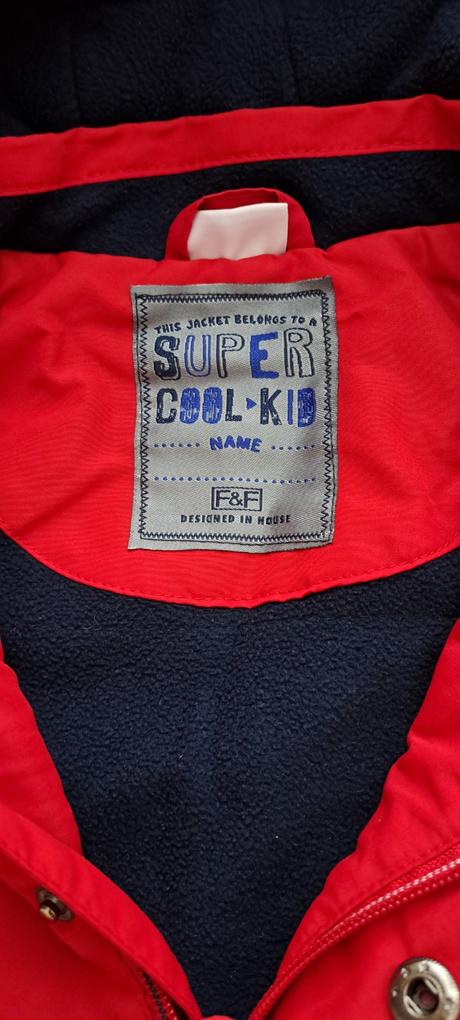 THIS JACKET BELONGS TO A
SUPER
COOL KID
NAME
F&F
DESIGNED IN HOUSE